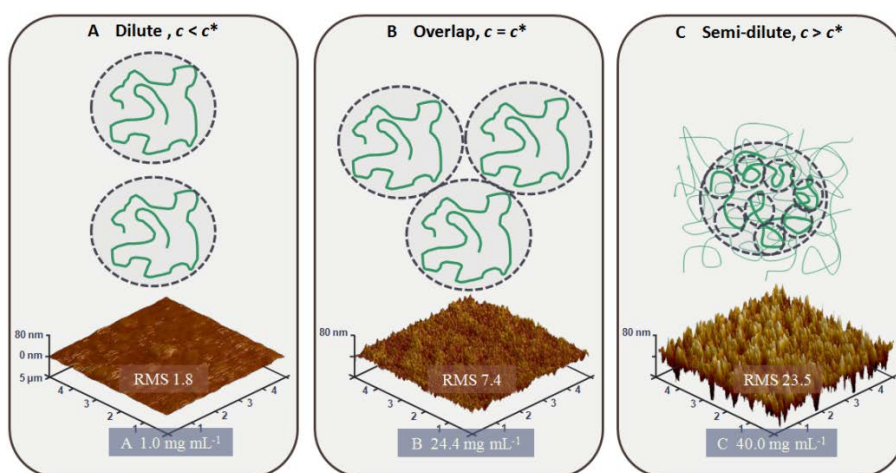 A Dilute , c < c*
B Overlap, c = c*
C Semi-dilute, c > c*
80 nm
0 nm
5 µm
4
3
2
1
1
2
3
4
RMS 1.8
A 1.0 mg mL⁻¹
80 nm
4
3
2
1
1
2
3
4
RMS 7.4
B 24.4 mg mL⁻¹
80 nm
4
3
2
1
1
2
3
4
RMS 23.5
C 40.0 mg mL⁻¹